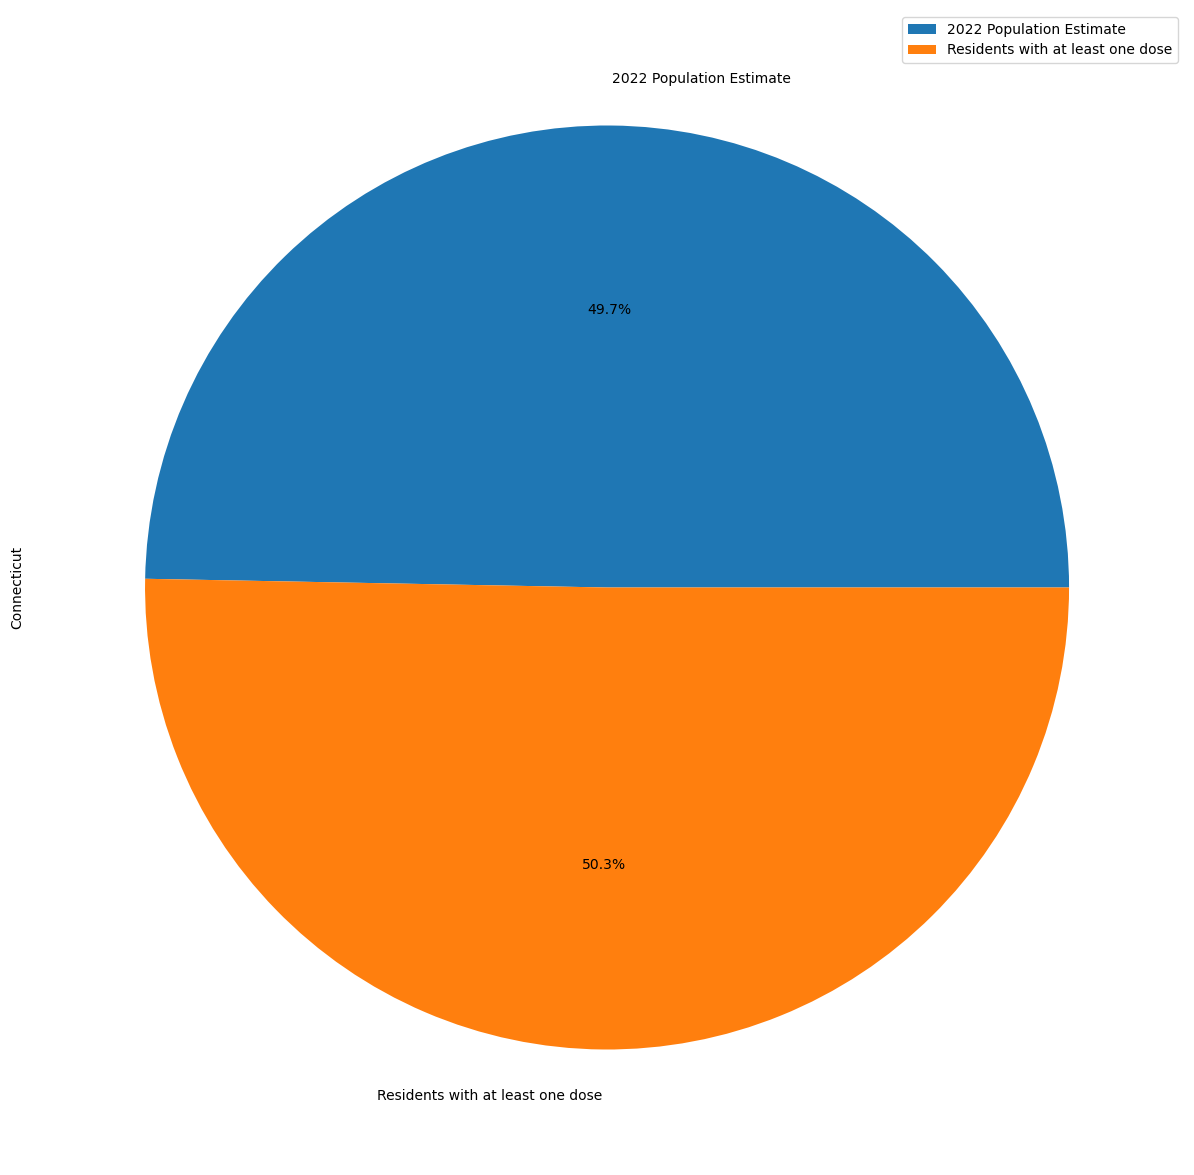 2022 Population Estimate
Residents with at least one dose
2022 Population Estimate
49.7%
Connecticut
50.3%
Residents with at least one dose